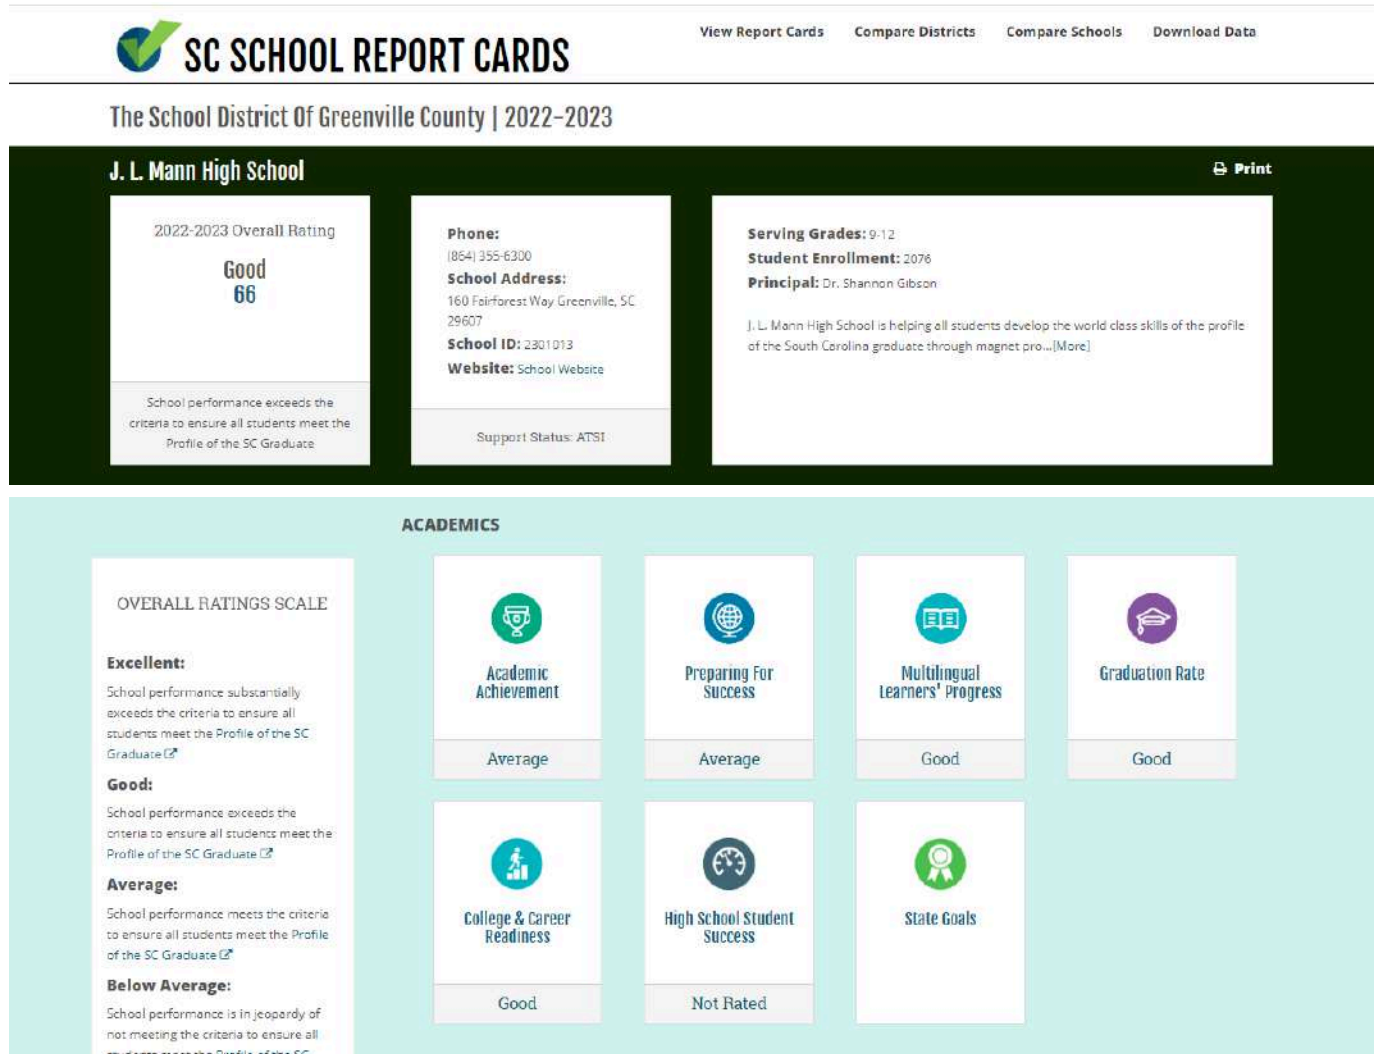 SC SCHOOL REPORT CARDS
View Report Cards Compare Districts Compare Schools Download Data
The School District Of Greenville County | 2022-2023
J. L. Mann High School
Print
2022-2023 Overall Rating
Good
66
School performance exceeds the
criteria to ensure all students meet the
Profile of the SC Graduate
Phone:
(864) 355-6300
School Address:
160 Fairforest Way Greenville, SC
29607
School ID: 2301013
Website: School Website
Support Status: ATSI
Serving Grades: 9-12
Student Enrollment: 2076
Principal: Dr. Shannon Gibson
J. L. Mann High School is helping all students develop the world class skills of the profile
of the South Carolina graduate through magnet pro...[More]
OVERALL RATINGS SCALE
Excellent:
School performance substantially
exceeds the criteria to ensure all
students meet the Profile of the SC
Graduate
Good:
School performance exceeds the
criteria to ensure all students meet the
Profile of the SC Graduate
Average:
School performance meets the criteria
to ensure all students meet the Profile
of the SC Graduate
Below Average:
School performance is in jeopardy of
not meeting the criteria to ensure all
students meet the Profile of the SC
ACADEMICS
Academic
Achievement
Average
Preparing For
Success
Average
Multilingual
Learners' Progress
Good
Graduation Rate
Good
College & Career
Readiness
Good
High School Student
Success
Not Rated
State Goals